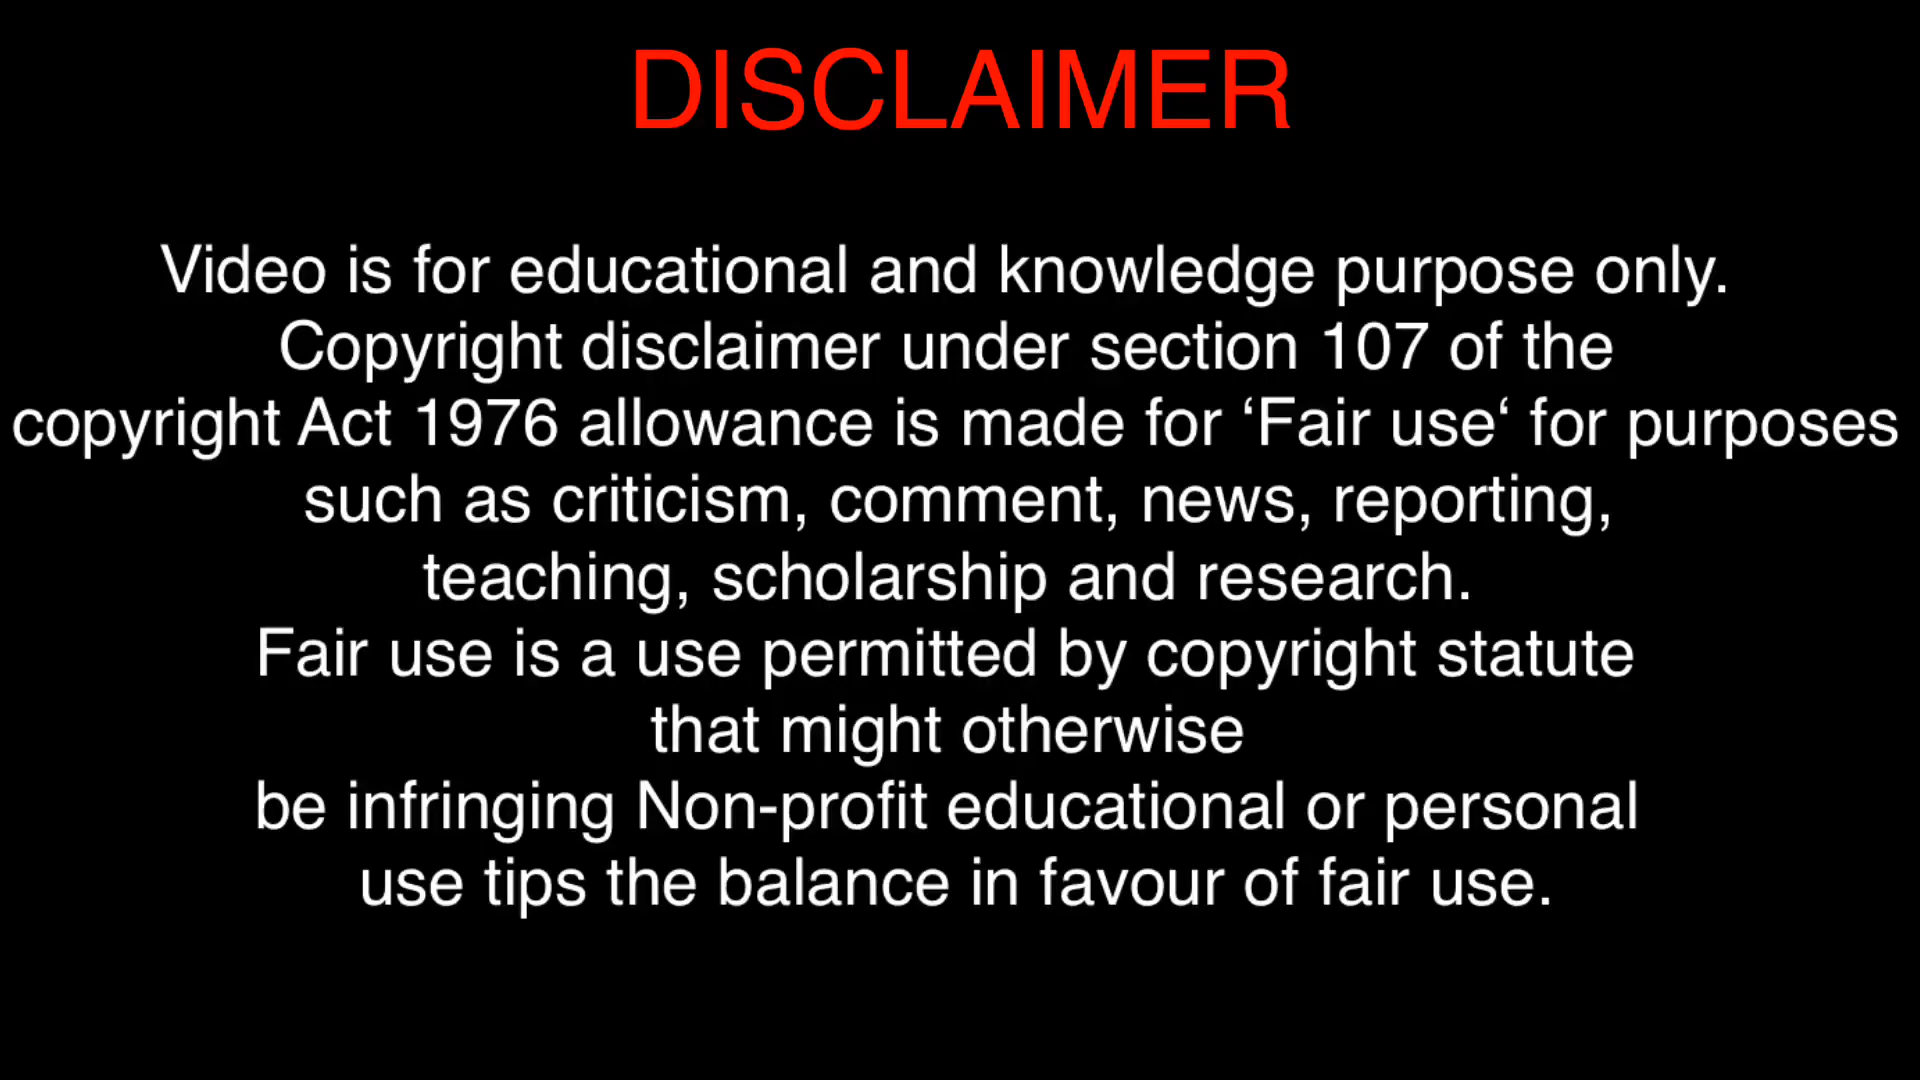 DISCLAIMER
Video is for educational and knowledge purpose only.
Copyright disclaimer under section 107 of the
copyright Act 1976 allowance is made for ‘Fair use‘ for purposes
such as criticism, comment, news, reporting,
teaching, scholarship and research.
Fair use is a use permitted by copyright statute
that might otherwise
be infringing Non-profit educational or personal
use tips the balance in favour of fair use.